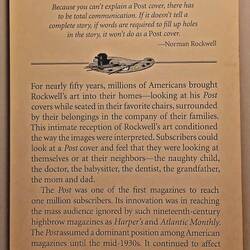 Because you can't explain a Post cover, there has
to be total communication. If it doesn't tell a
complete story, if words are required to fill up holes
in the story, it won't do as a Post cover.
—Norman Rockwell
For nearly fifty years, millions of Americans brought
Rockwell's art into their homes—looking at his Post
covers while seated in their favorite chairs, surrounded
by their belongings in the company of their families.
This intimate reception of Rockwell's art conditioned
the way the images were interpreted. Subscribers could
look at a Post cover and feel that they were looking at
themselves or at their neighbors—the naughty child,
the doctor, the babysitter, the dentist, the grandfather,
the mom and dad.
The Post was one of the first magazines to reach
one million subscribers. Its innovation was in reaching
the mass audience ignored by such nineteenth-century
highbrow magazines as Harper's and Atlantic Monthly.
The Post assumed a dominant position among American
magazines until the mid-1930s. It continued to affect